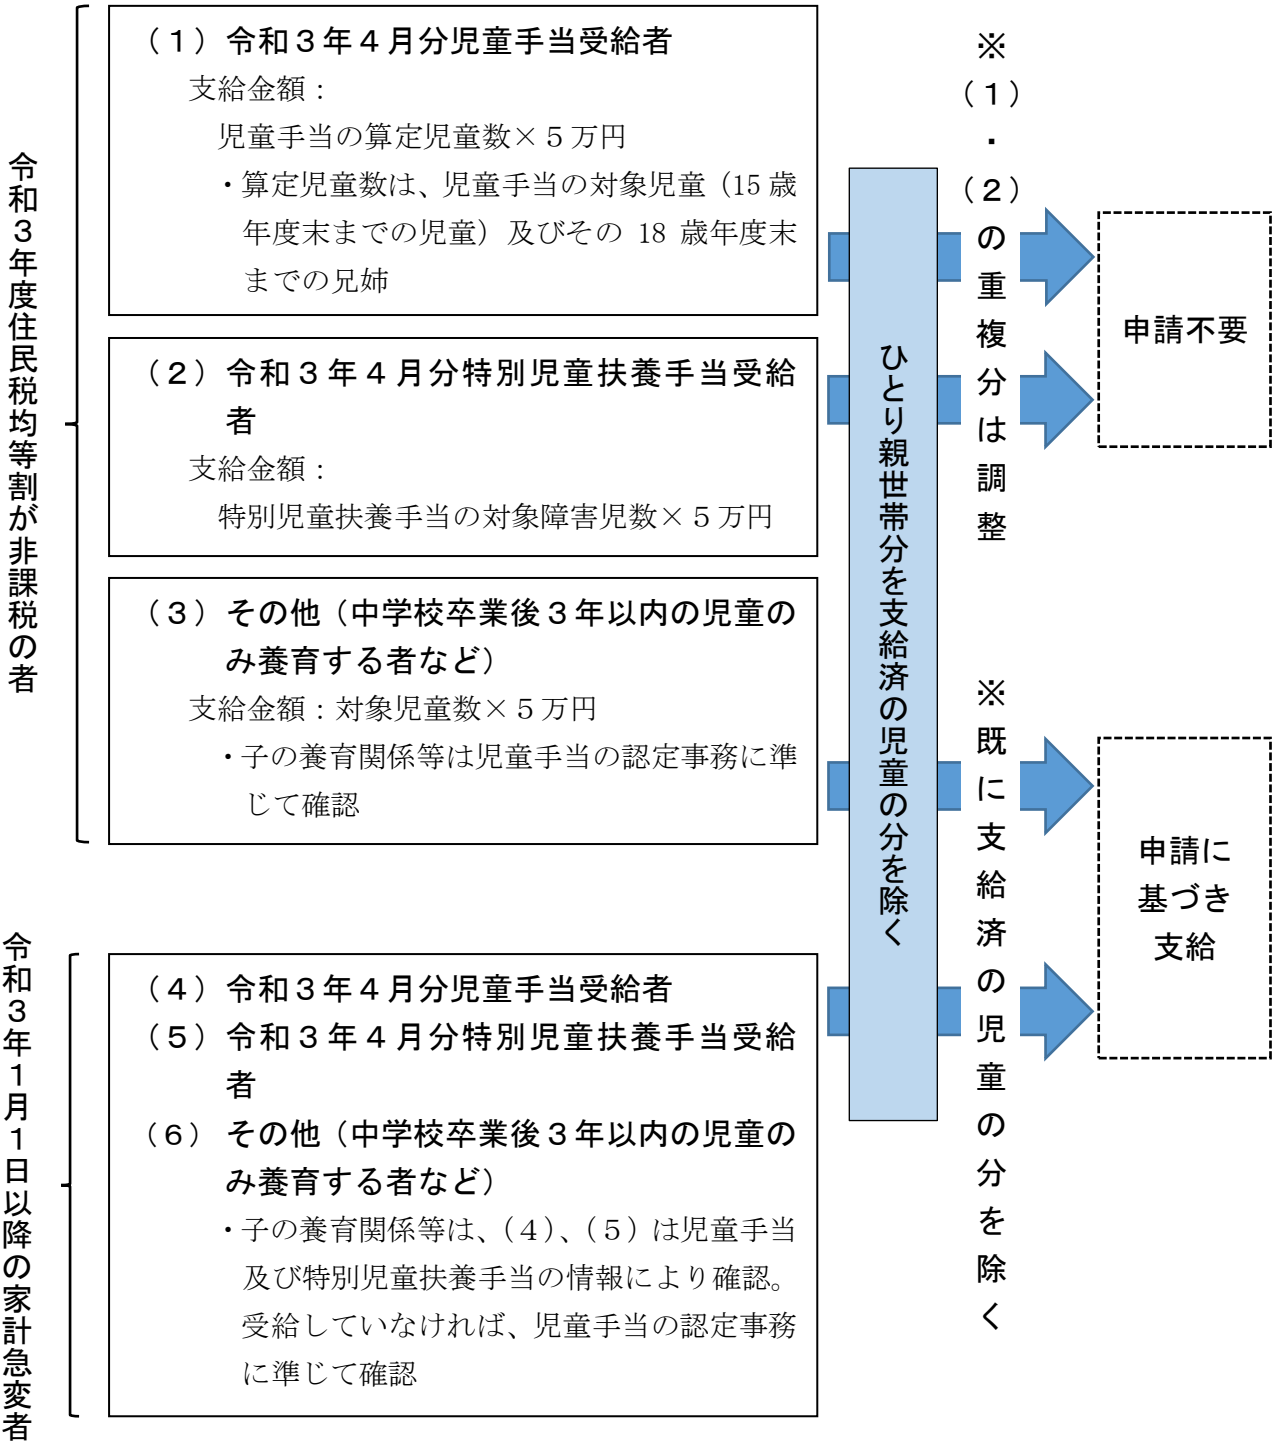 令和３年度住民税均等割が非課税の者
（１）令和３年４月分児童手当受給者
支給金額：
児童手当の算定児童数×５万円
・算定児童数は、児童手当の対象児童（15 歳
年度末までの児童）及びその 18 歳年度末
までの兄姉
（２）令和３年４月分特別児童扶養手当受給
者
支給金額：
特別児童扶養手当の対象障害児数×５万円
（３）その他（中学校卒業後３年以内の児童の
み養育する者など）
支給金額：対象児童数×５万円
・子の養育関係等は児童手当の認定事務に準
じて確認
令和３年１月１日以降の家計急変者
（４）令和３年４月分児童手当受給者
（５）令和３年４月分特別児童扶養手当受給
者
（６） その他（中学校卒業後３年以内の児童の
み養育する者など）
・子の養育関係等は、（４）、（５）は児童手当
及び特別児童扶養手当の情報により確認。
受給していなければ、児童手当の認定事務
に準じて確認
ひとり親世帯分を支給済の児童の分を除く
※（１）・（２）の重複分は調整
※既に支給済の児童の分を除く
申請不要
申請に
基づき
支給